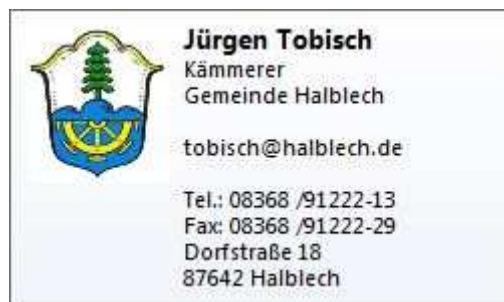 Jürgen Tobisch
Kämmerer
Gemeinde Halblech
tobisch@halblech.de
Tel.: 08368 /91222-13
Fax: 08368 /91222-29
Dorfstraße 18
87642 Halblech